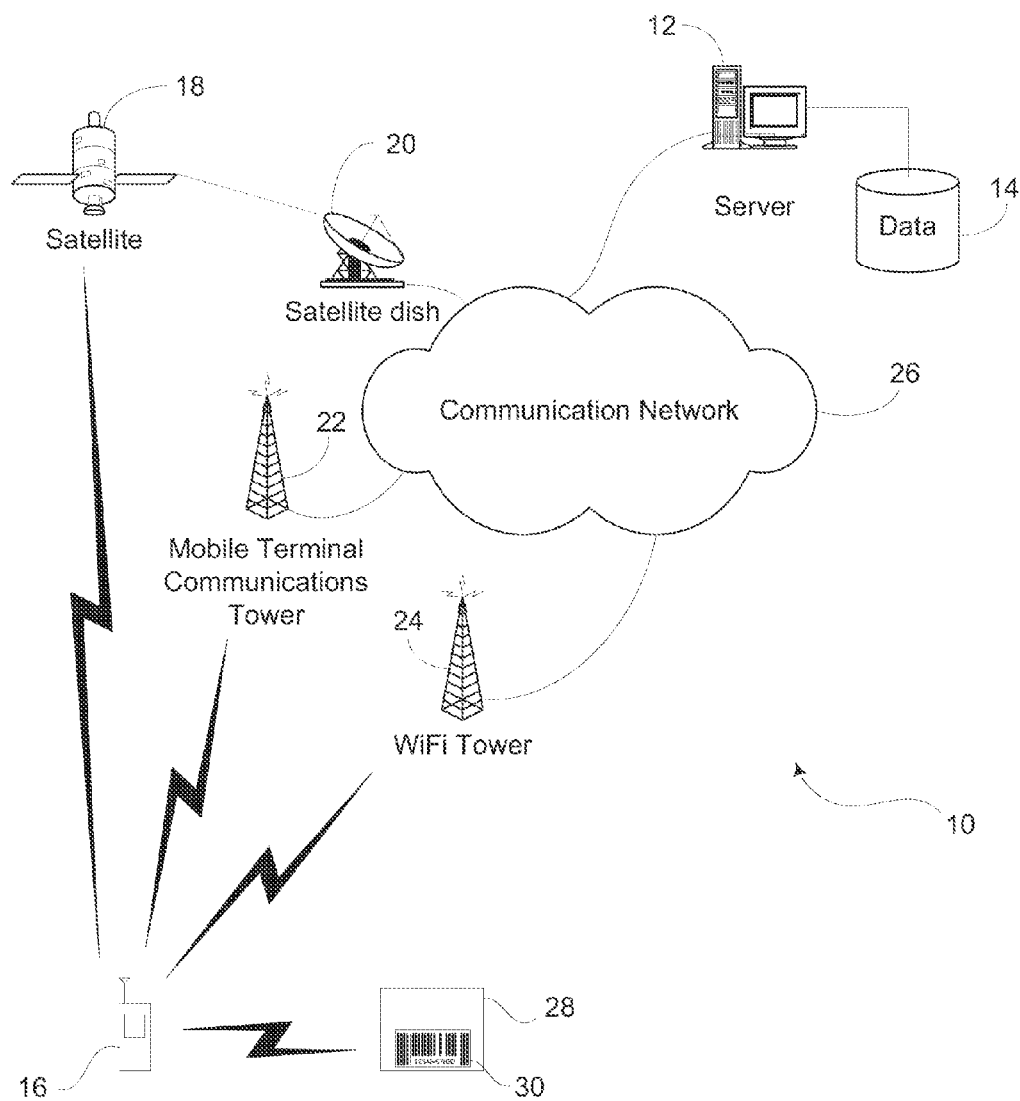 12
18
20
Server
14
Data
Satellite
Satellite dish
26
Communication Network
22
Mobile Terminal
Communications
Tower
24
WiFi Tower
10
28
16
30